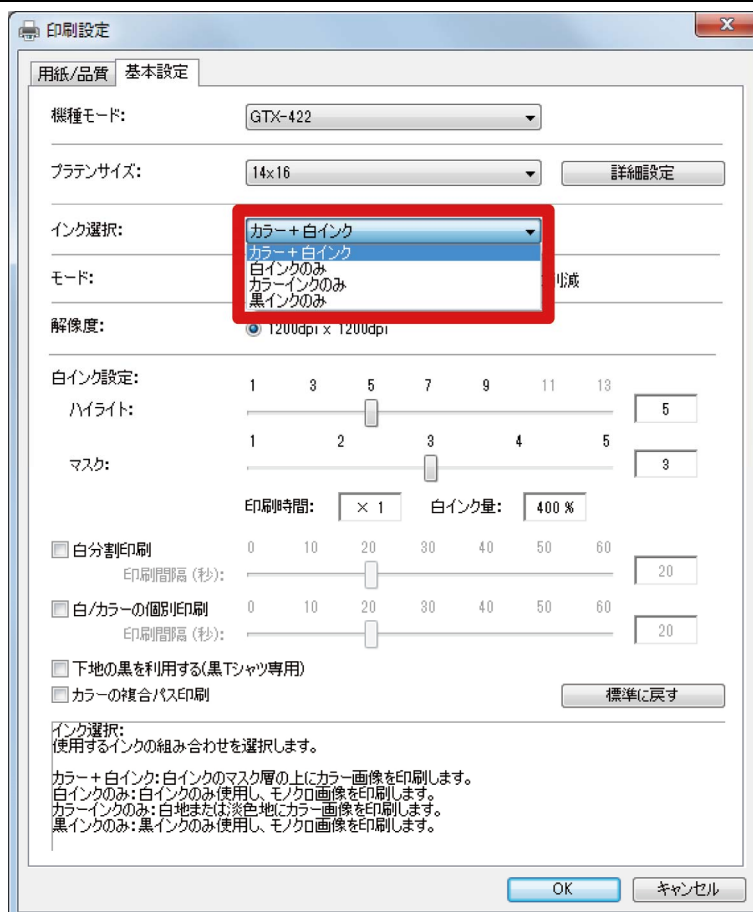 印刷設定
用紙/品質 基本設定
機種モード: GTX-422
プラテンサイズ: 14x16 詳細設定
インク選択: カラー+白インク
カラー+白インク
白インクのみ
カラーインクのみ
黒インクのみ
モード: 削減
解像度: 1200dpi x 1200dpi
白インク設定:
1 3 5 7 9 11 13
ハイライト: 5
1 2 3 4 5
マスク: 3
印刷時間: × 1 白インク量: 400 %
白分割印刷 0 10 20 30 40 50 60
印刷間隔(秒): 20
白/カラーの個別印刷 0 10 20 30 40 50 60
印刷間隔(秒): 20
下地の黒を利用する(黒Tシャツ専用)
カラーの複合パス印刷 標準に戻す
インク選択:
使用するインクの組み合わせを選択します。
カラー+白インク:白インクのマスク層の上にカラー画像を印刷します。
白インクのみ:白インクのみ使用し、モノクロ画像を印刷します。
カラーインクのみ:白地または淡色地にカラー画像を印刷します。
黒インクのみ:黒インクのみ使用し、モノクロ画像を印刷します。
OK キャンセル